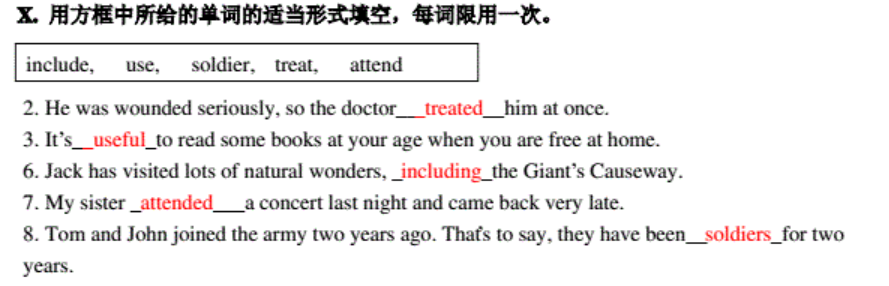 X. 用方框中所给的单词的适当形式填空，每词限用一次。
include, use, soldier, treat, attend
2. He was wounded seriously, so the doctor___treated__him at once.
3. It's__useful_to read some books at your age when you are free at home.
6. Jack has visited lots of natural wonders, _including_the Giant's Causeway.
7. My sister _attended___a concert last night and came back very late.
8. Tom and John joined the army two years ago. That's to say, they have been__soldiers_for two
years.